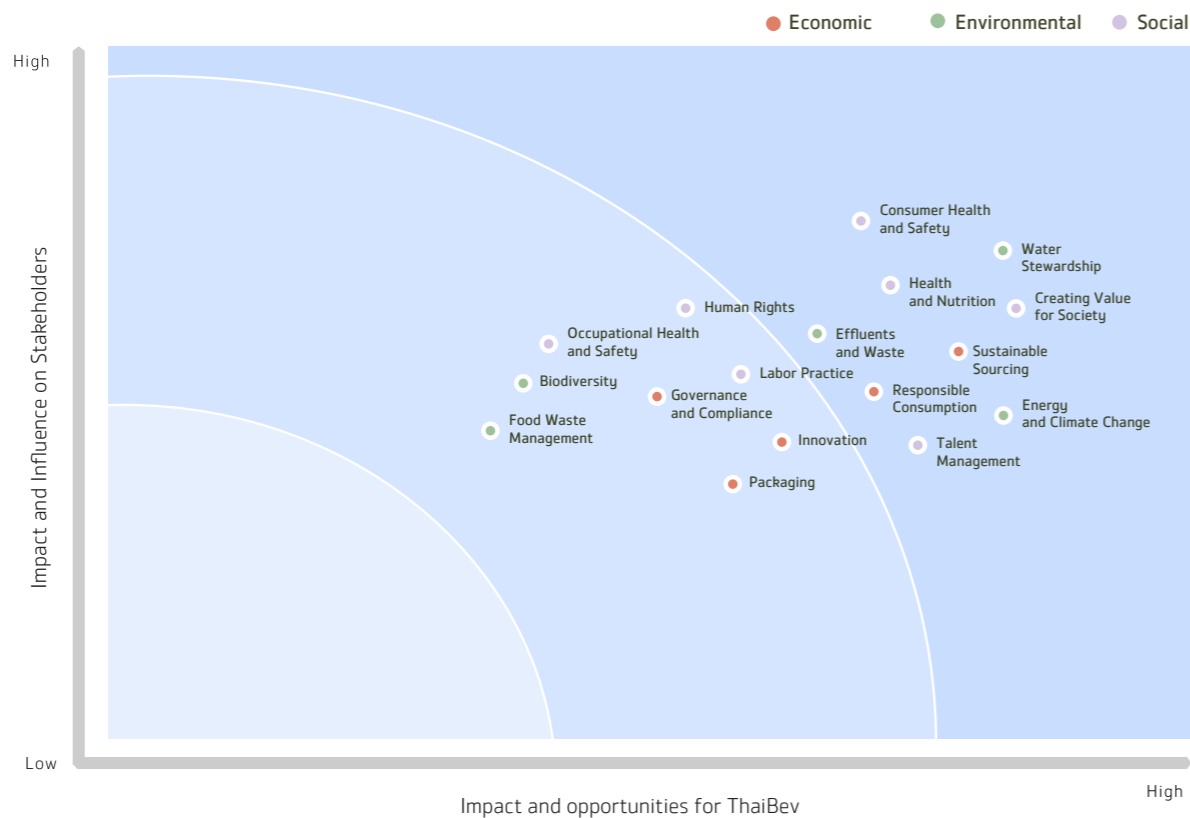 Economic
Environmental
Social
High
Impact and Influence on Stakeholders
Consumer Health
and Safety
Water
Stewardship
Health
and Nutrition
Creating Value
for Society
Human Rights
Occupational Health
and Safety
Effluents
and Waste
Sustainable
Sourcing
Labor Practice
Biodiversity
Governance
and Compliance
Responsible
Consumption
Energy
and Climate Change
Food Waste
Management
Innovation
Talent
Management
Packaging
Low
High
Impact and opportunities for ThaiBev